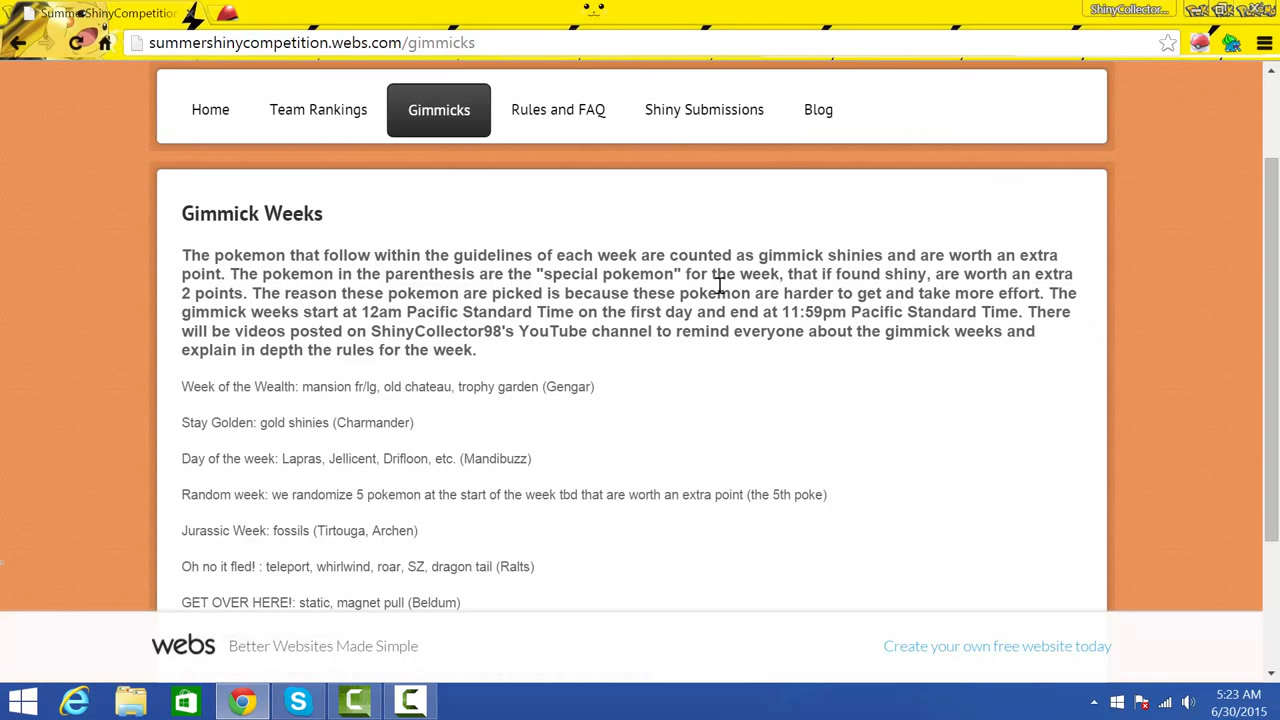 SummerShinyCompetition
ShinyCollector...
summershinycompetition.webs.com/gimmicks
Home Team Rankings Gimmicks Rules and FAQ Shiny Submissions Blog
Gimmick Weeks
The pokemon that follow within the guidelines of each week are counted as gimmick shinies and are worth an extra
point. The pokemon in the parenthesis are the "special pokemon" for the week, that if found shiny, are worth an extra
2 points. The reason these pokemon are picked is because these pokemon are harder to get and take more effort. The
gimmick weeks start at 12am Pacific Standard Time on the first day and end at 11:59pm Pacific Standard Time. There
will be videos posted on ShinyCollector98's YouTube channel to remind everyone about the gimmick weeks and
explain in depth the rules for the week.
Week of the Wealth: mansion fr/lg, old chateau, trophy garden (Gengar)
Stay Golden: gold shinies (Charmander)
Day of the week: Lapras, Jellicent, Drifloon, etc. (Mandibuzz)
Random week: we randomize 5 pokemon at the start of the week tbd that are worth an extra point (the 5th poke)
Jurassic Week: fossils (Tirtouga, Archen)
Oh no it fled! : teleport, whirlwind, roar, SZ, dragon tail (Ralts)
GET OVER HERE!: static, magnet pull (Beldum)
webs Better Websites Made Simple Create your own free website today
5:23 AM
6/30/2015